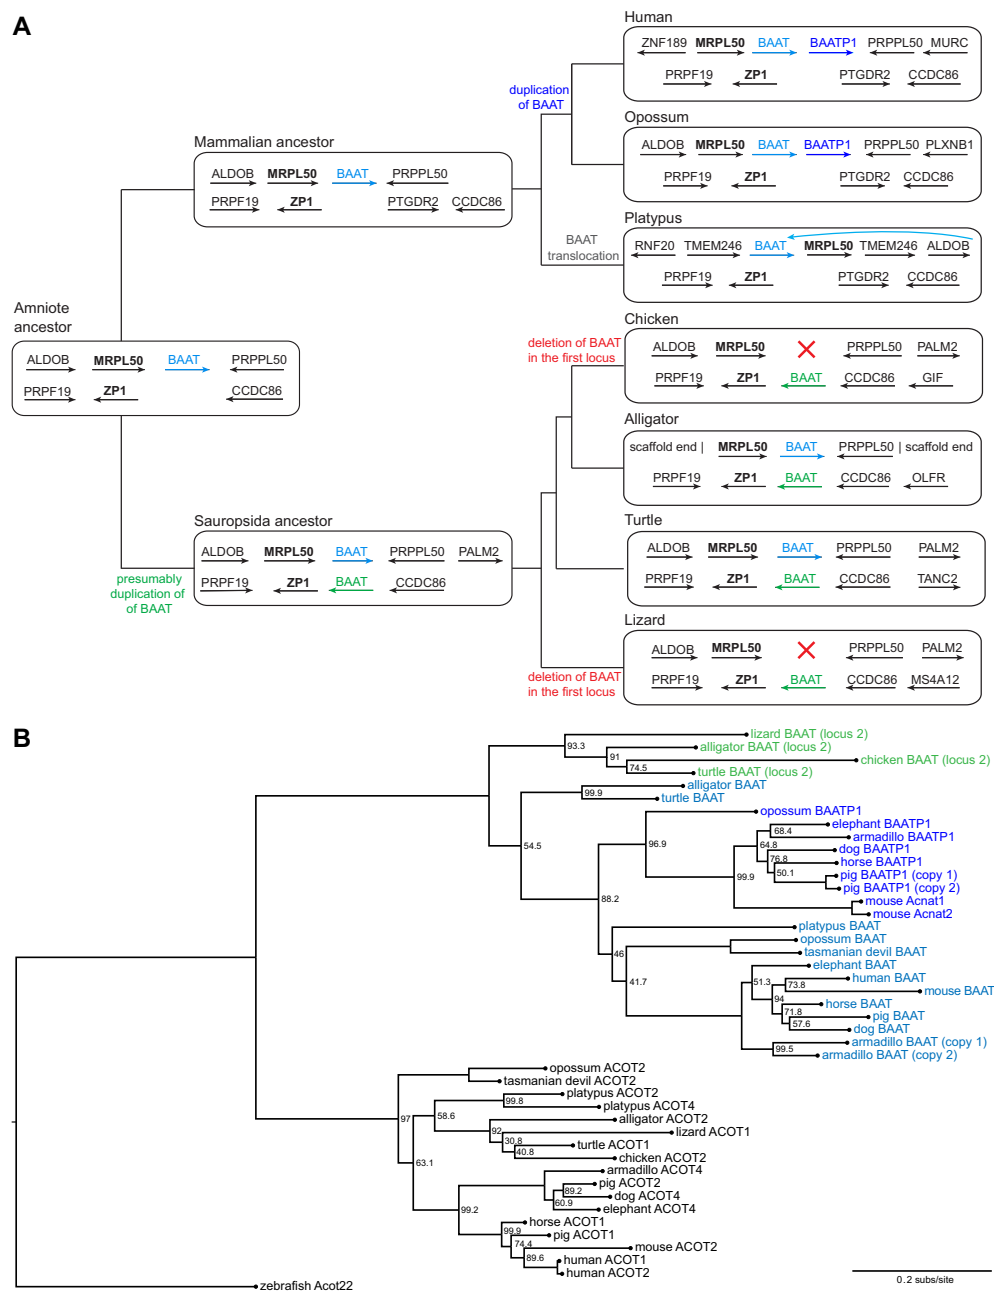 A
Human
ZNF189 MRPL50 BAAT BAATP1 PRPPL50 MURC
PRPF19 ZP1 PTGDR2 CCDC86
duplication
of BAAT
Opossum
ALDOB MRPL50 BAAT BAATP1 PRPPL50 PLXNB1
PRPF19 ZP1 PTGDR2 CCDC86
Mammalian ancestor
ALDOB MRPL50 BAAT PRPPL50
PRPF19 ZP1 PTGDR2 CCDC86
Platypus
BAAT
translocation
RNF20 TMEM246 BAAT MRPL50 TMEM246 ALDOB
PRPF19 ZP1 PTGDR2 CCDC86
Amniote
ancestor
ALDOB MRPL50 BAAT PRPPL50
PRPF19 ZP1 CCDC86
Chicken
deletion of BAAT
in the first locus
ALDOB MRPL50 PRPPL50 PALM2
PRPF19 ZP1 BAAT CCDC86 GIF
Alligator
scaffold end | MRPL50 BAAT PRPPL50 | scaffold end
PRPF19 ZP1 BAAT CCDC86 OLFR
Sauropsida ancestor
ALDOB MRPL50 BAAT PRPPL50 PALM2
PRPF19 ZP1 BAAT CCDC86
presumably
duplication of
of BAAT
Turtle
ALDOB MRPL50 BAAT PRPPL50 PALM2
PRPF19 ZP1 BAAT CCDC86 TANC2
Lizard
deletion of BAAT
in the first locus
ALDOB MRPL50 PRPPL50 PALM2
PRPF19 ZP1 BAAT CCDC86 MS4A12
B
lizard BAAT (locus 2)
93.3
alligator BAAT (locus 2)
91
chicken BAAT (locus 2)
74.5
turtle BAAT (locus 2)
alligator BAAT
99.9
turtle BAAT
54.5
opossum BAATP1
96.9
elephant BAATP1
68.4
armadillo BAATP1
64.8
dog BAATP1
76.8
horse BAATP1
50.1
pig BAATP1 (copy 1)
99.9
pig BAATP1 (copy 2)
88.2
mouse Acnat1
mouse Acnat2
platypus BAAT
opossum BAAT
46
tasmanian devil BAAT
41.7
elephant BAAT
51.3
human BAAT
73.8
mouse BAAT
94
horse BAAT
71.8
pig BAAT
57.6
dog BAAT
armadillo BAAT (copy 1)
99.5
armadillo BAAT (copy 2)
opossum ACOT2
tasmanian devil ACOT2
platypus ACOT2
99.8
platypus ACOT4
97
58.6
alligator ACOT2
92
lizard ACOT1
30.8
turtle ACOT1
40.8
chicken ACOT2
63.1
armadillo ACOT4
pig ACOT2
89.2
dog ACOT4
60.9
elephant ACOT4
99.2
horse ACOT1
99.9
pig ACOT1
74.4
mouse ACOT2
89.6
human ACOT1
human ACOT2
zebrafish Acot22
0.2 subs/site